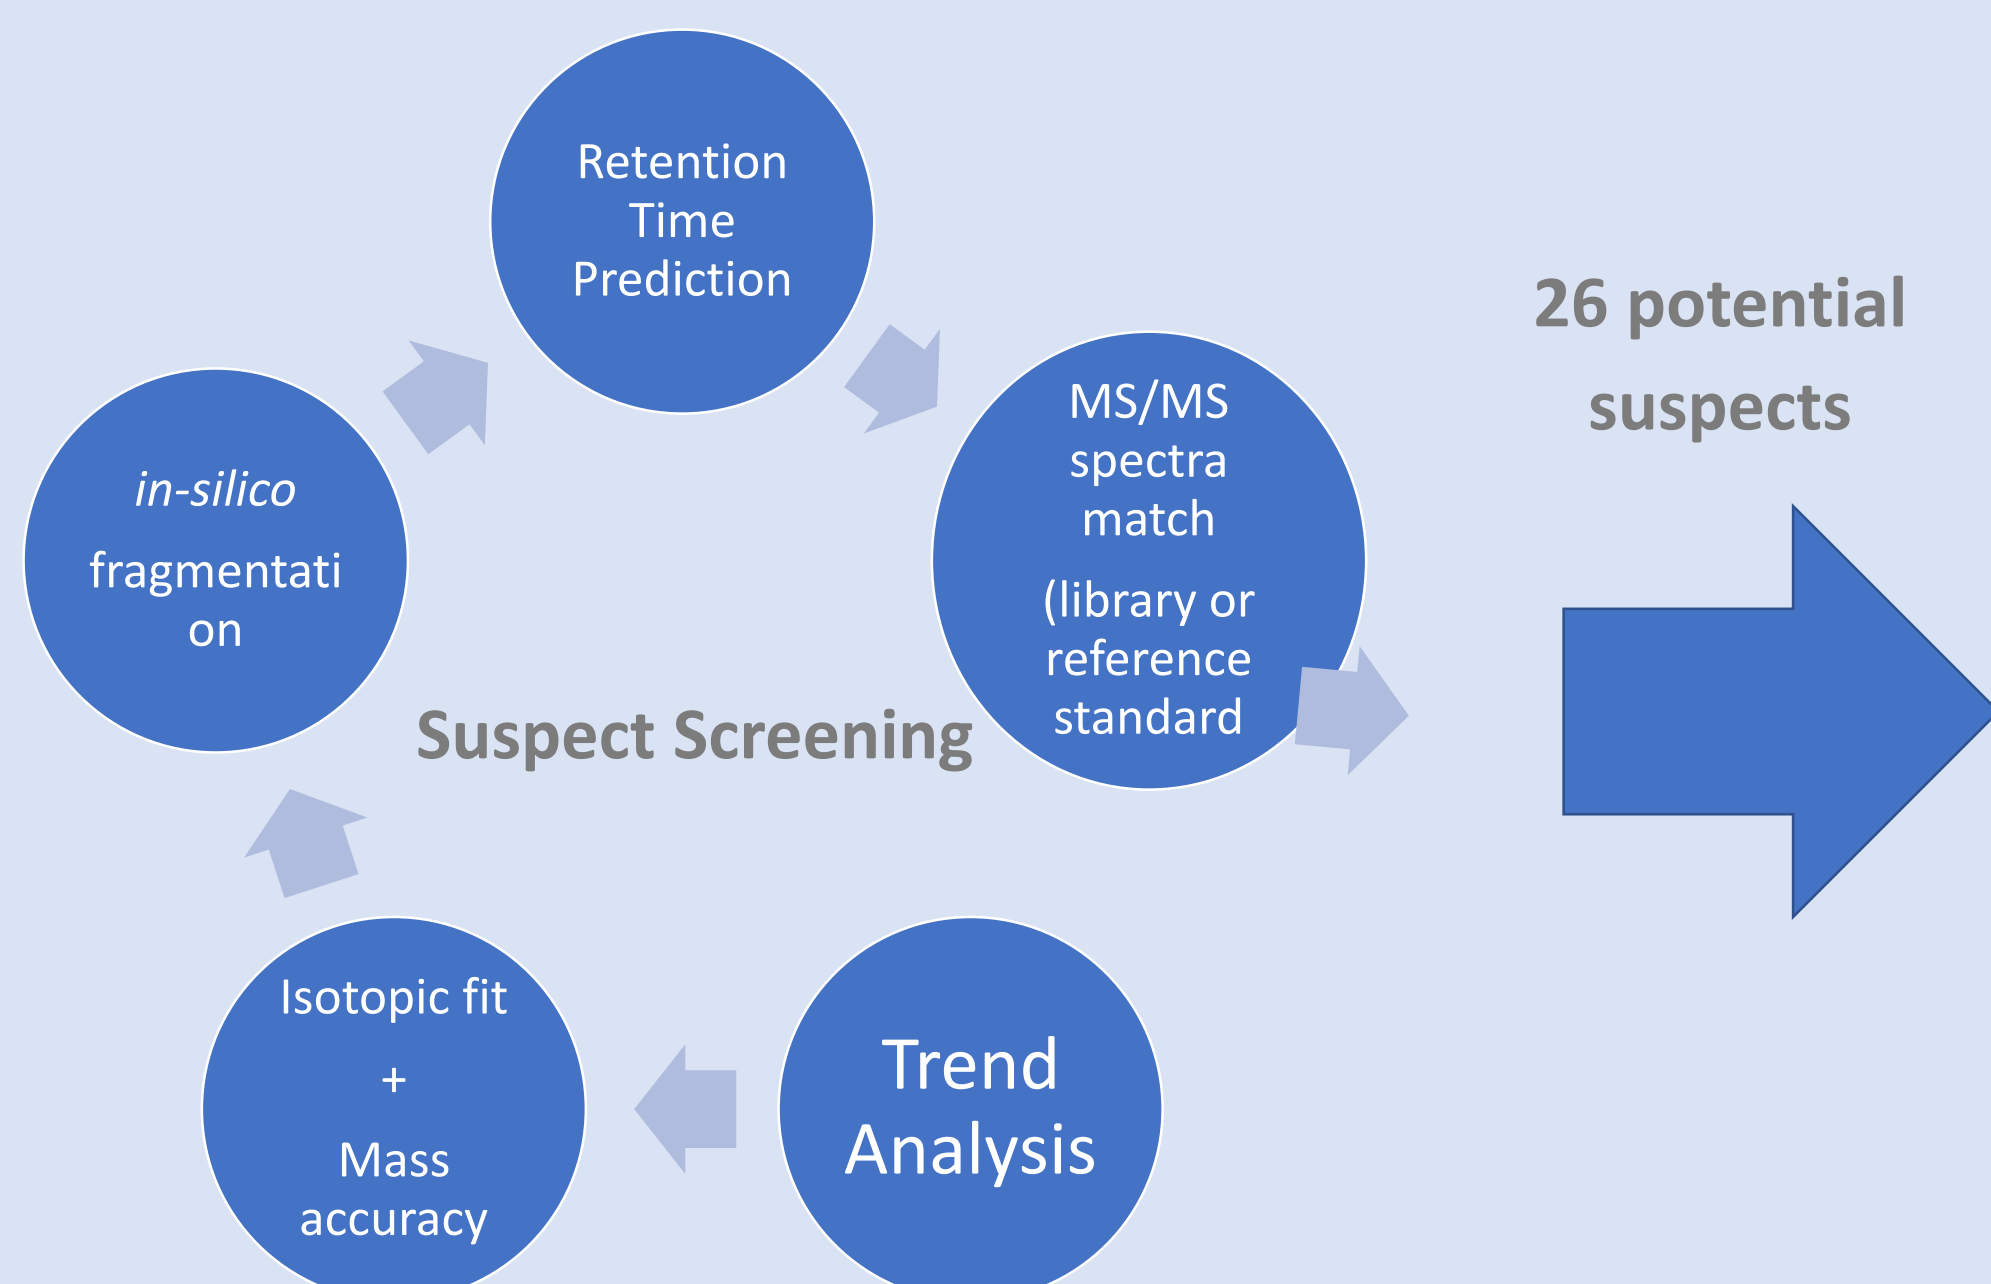 Retention
Time
Prediction
26 potential
suspects
MS/MS
spectra
match
(library or
reference
standard
in-silico
fragmentati
on
Suspect Screening
Isotopic fit
+
Mass
accuracy
Trend
Analysis